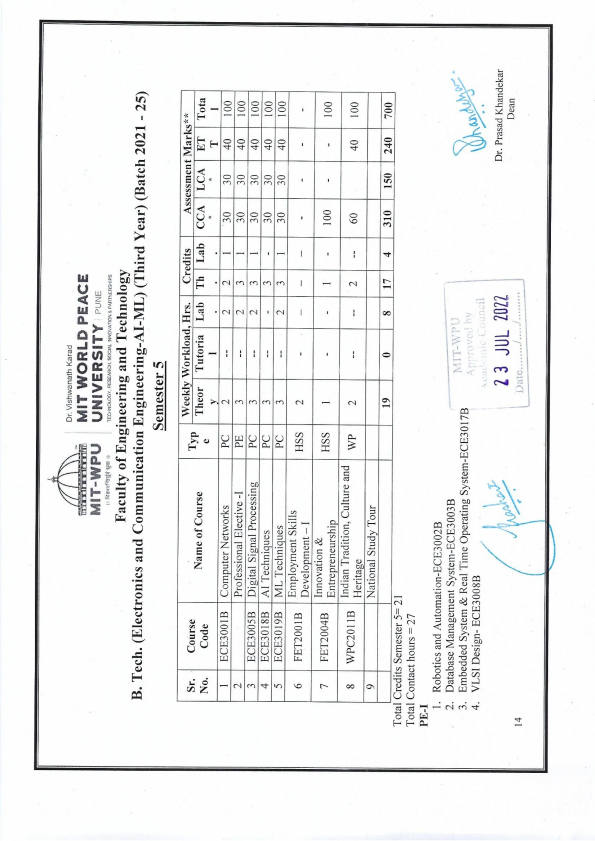 Dr. Vishwanath Karad
MIT WORLD PEACE
UNIVERSITY | PUNE
TECHNOLOGY, RESEARCH, SOCIAL INNOVATION & PARTNERSHIPS
MIT-WPU
Faculty of Engineering and Technology
B. Tech. (Electronics and Communication Engineering-AI-ML) (Third Year) (Batch 2021 - 25)
Semester 5
Sr. No. Course Code Name of Course Typ e Weekly Workload, Hrs. Credits Assessment Marks**
Theor y Tutoria l Lab . Th . Lab CCA * LCA * ET T Tota l
1 ECE3001B Computer Networks PC 2 -- 2 2 1 30 30 40 100
2 ECE Professional Elective -I PE 3 -- 2 3 1 30 30 40 100
3 ECE3005B Digital Signal Processing PC 3 -- 2 3 1 30 30 40 100
4 ECE3018B AI Techniques PC 3 - - 3 - 30 30 40 100
5 ECE3019B ML Techniques PC 3 -- 2 3 1 30 30 40 100
6 FET2001B Employment Skills Development – I HSS 2 - -- -- -- - - - -
7 FET2004B Innovation & Entrepreneurship HSS 1 - - 1 - 100 - - 100
8 WPC2011B Indian Tradition, Culture and Heritage WP 2 -- -- 2 -- 60 40 100
9 National Study Tour
19 0 8 17 4 310 150 240 700
Total Credits Semester 5= 21
Total Contact hours = 27
PE-I
1. Robotics and Automation-ECE3002B
2. Database Management System-ECE3003B
3. Embedded System & Real Time Operating System-ECE3017B
4. VLSI Design- ECE3008B
MIT-WPU
Approved by
Academic Council
23 JUL 2022
Date
Dr. Prasad Khandekar
Dean
14